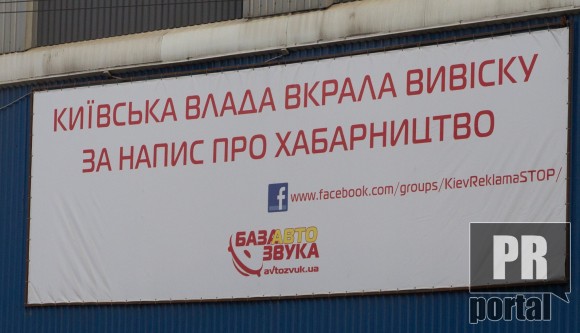 КИЇВСЬКА ВЛАДА ВКРАЛА ВИВІСКУ
ЗА НАПИС ПРО ХАБАРНИЦТВО
f www.facebook.com/groups/KievReklamaSTOP/
БАЗА АВТО
ЗВУКА
avtozvuk.ua
PR
portal